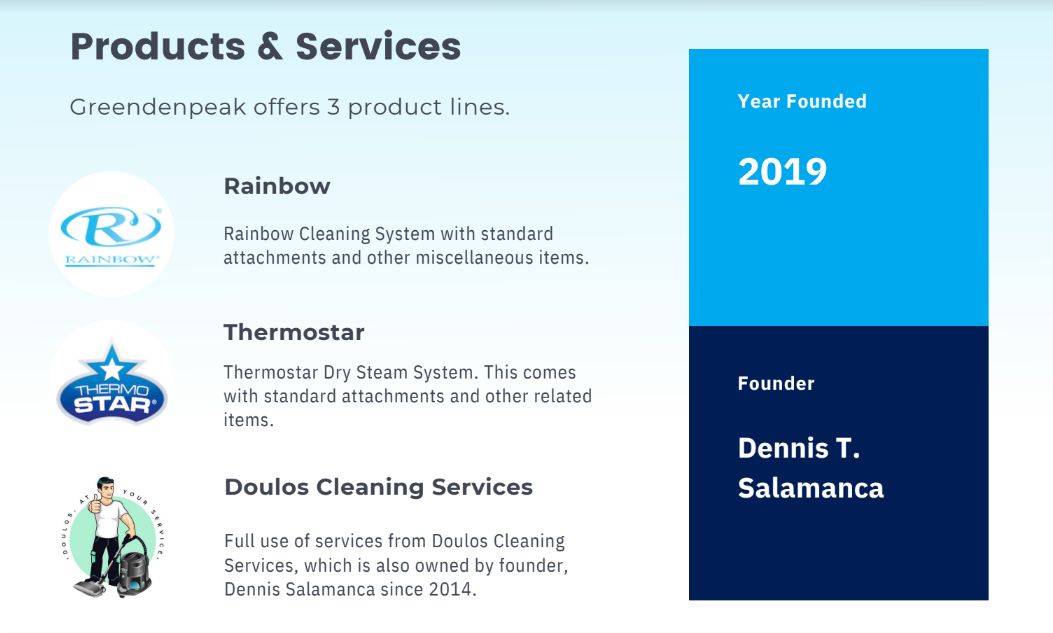 Products & Services
Greendenpeak offers 3 product lines.
R
RAINBOW®
Rainbow
Rainbow Cleaning System with standard
attachments and other miscellaneous items.
THERMO
STAR®
Thermostar
Thermostar Dry Steam System. This comes
with standard attachments and other related
items.
.DOULOS. AT YOUR SERVICE.
Doulos Cleaning Services
Full use of services from Doulos Cleaning
Services, which is also owned by founder,
Dennis Salamanca since 2014.
Year Founded
2019
Founder
Dennis T.
Salamanca